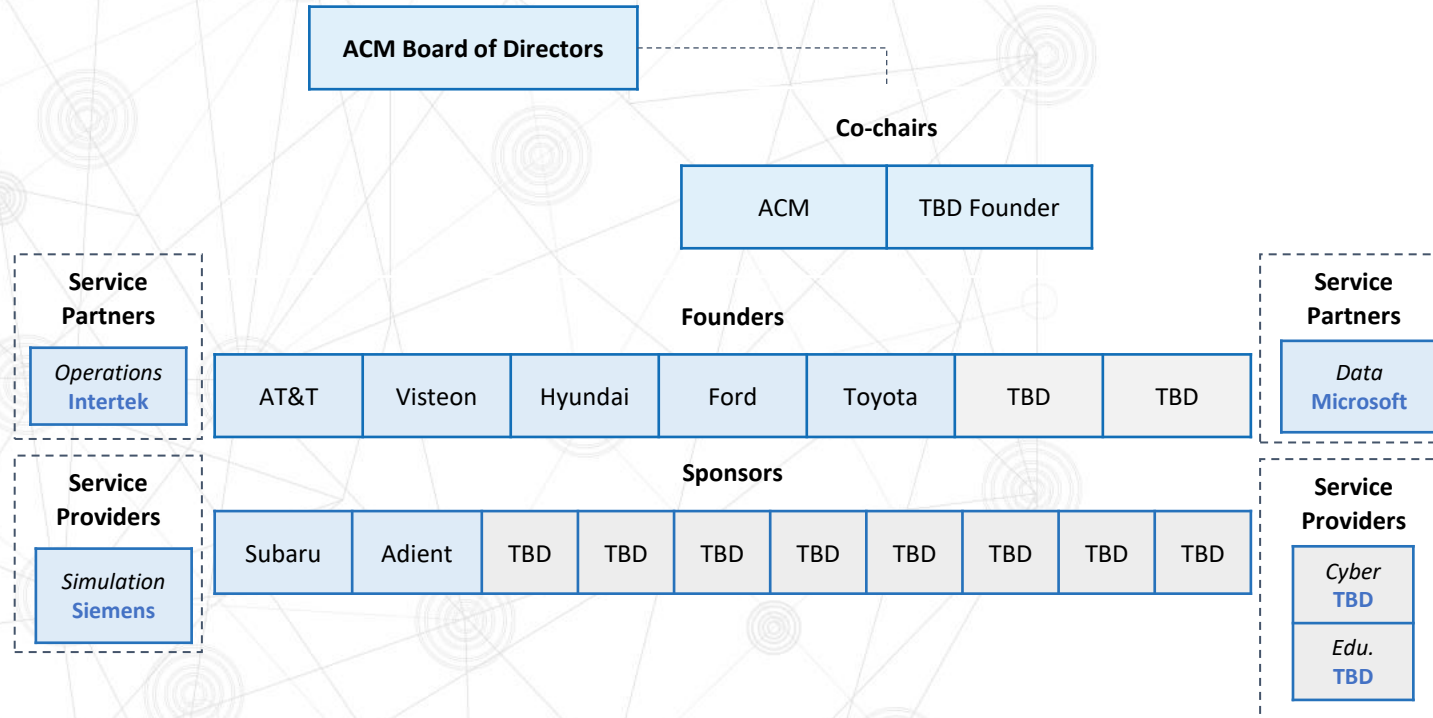 ACM Board of Directors
Co-chairs
ACM
TBD Founder
Service
Partners
Operations
Intertek
Founders
AT&T
Visteon
Hyundai
Ford
Toyota
TBD
TBD
Service
Partners
Data
Microsoft
Service
Providers
Simulation
Siemens
Sponsors
Subaru
Adient
TBD
TBD
TBD
TBD
TBD
TBD
TBD
TBD
Service
Providers
Cyber
TBD
Edu.
TBD